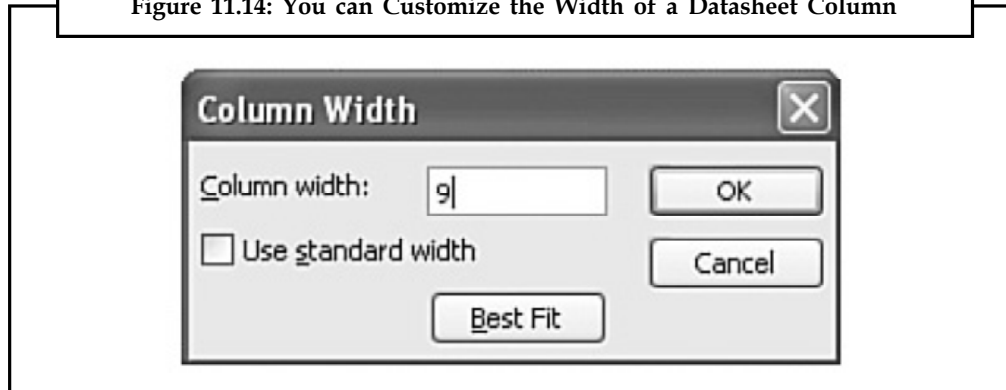 Figure 11.14: You can Customize the Width of a Datasheet Column
Column Width
Column width: 9 OK
Use standard width
Cancel
Best Fit